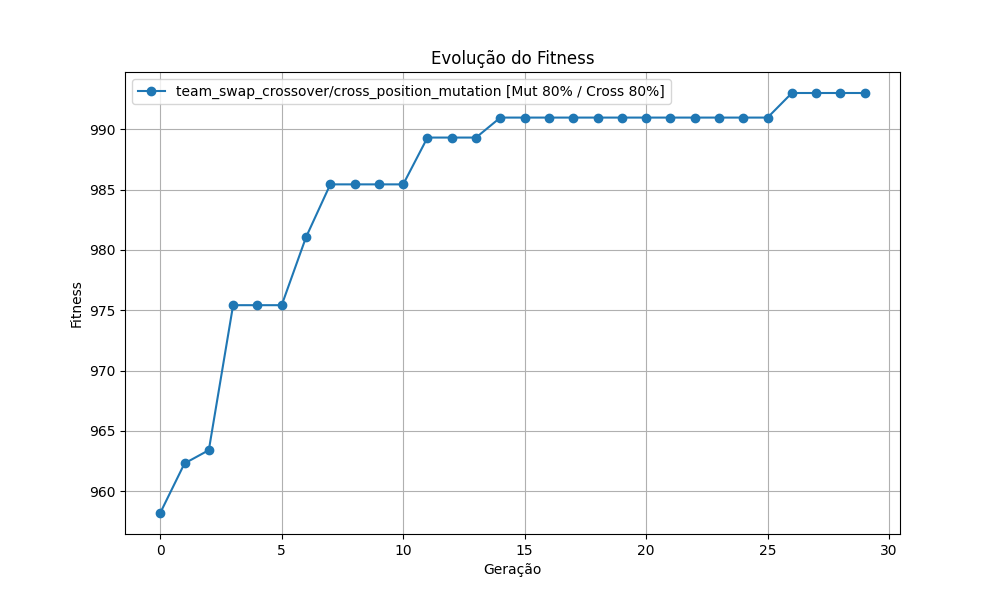 Evolução do Fitness
team_swap_crossover/cross_position_mutation [Mut 80% / Cross 80%]
990
985
980
975
970
965
960
Fitness
0 5 10 15 20 25 30
Geração